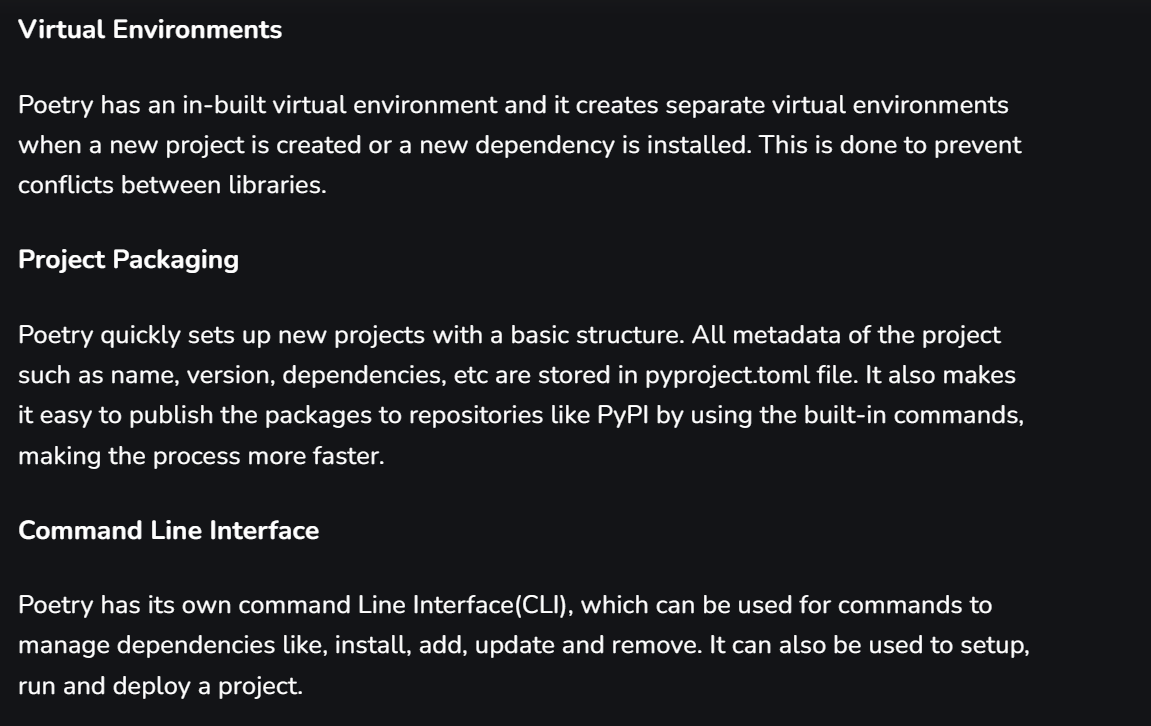 Virtual Environments
Poetry has an in-built virtual environment and it creates separate virtual environments
when a new project is created or a new dependency is installed. This is done to prevent
conflicts between libraries.
Project Packaging
Poetry quickly sets up new projects with a basic structure. All metadata of the project
such as name, version, dependencies, etc are stored in pyproject.toml file. It also makes
it easy to publish the packages to repositories like PyPI by using the built-in commands,
making the process more faster.
Command Line Interface
Poetry has its own command Line Interface(CLI), which can be used for commands to
manage dependencies like, install, add, update and remove. It can also be used to setup,
run and deploy a project.